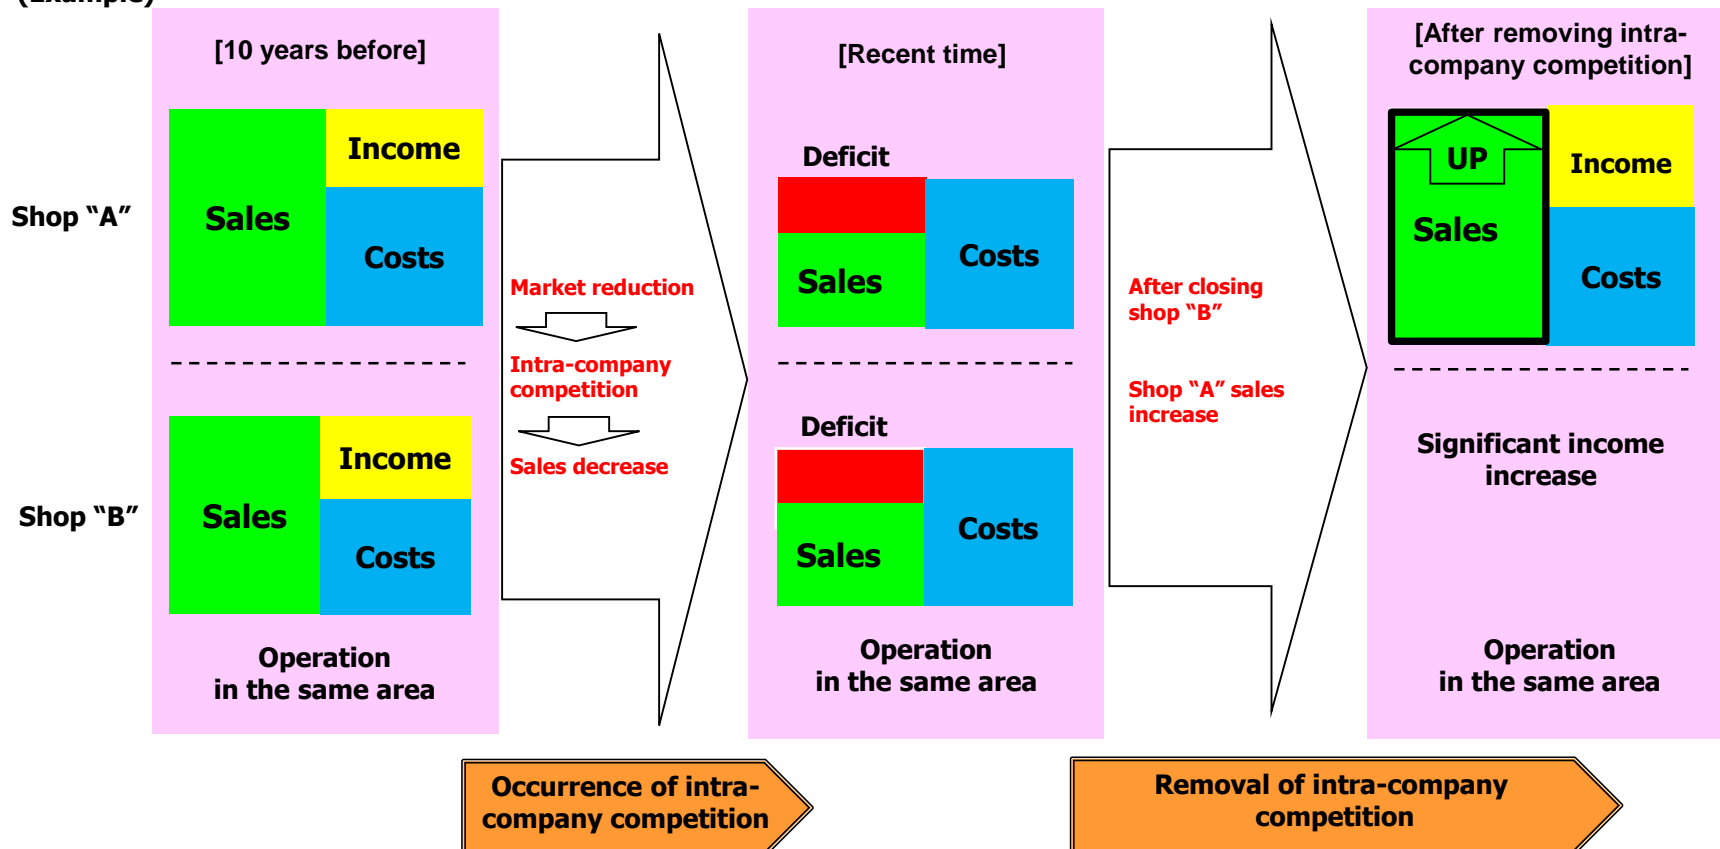 (Example)
[10 years before]
Shop “A”
Sales
Income
Costs
Shop “B”
Sales
Income
Costs
Operation
in the same area
Market reduction
Intra-company
competition
Sales decrease
[Recent time]
Deficit
Sales
Costs
Deficit
Sales
Costs
Operation
in the same area
After closing
shop “B”
Shop “A” sales
increase
[After removing intra-
company competition]
UP
Sales
Income
Costs
Significant income
increase
Operation
in the same area
Occurrence of intra-
company competition
Removal of intra-company
competition